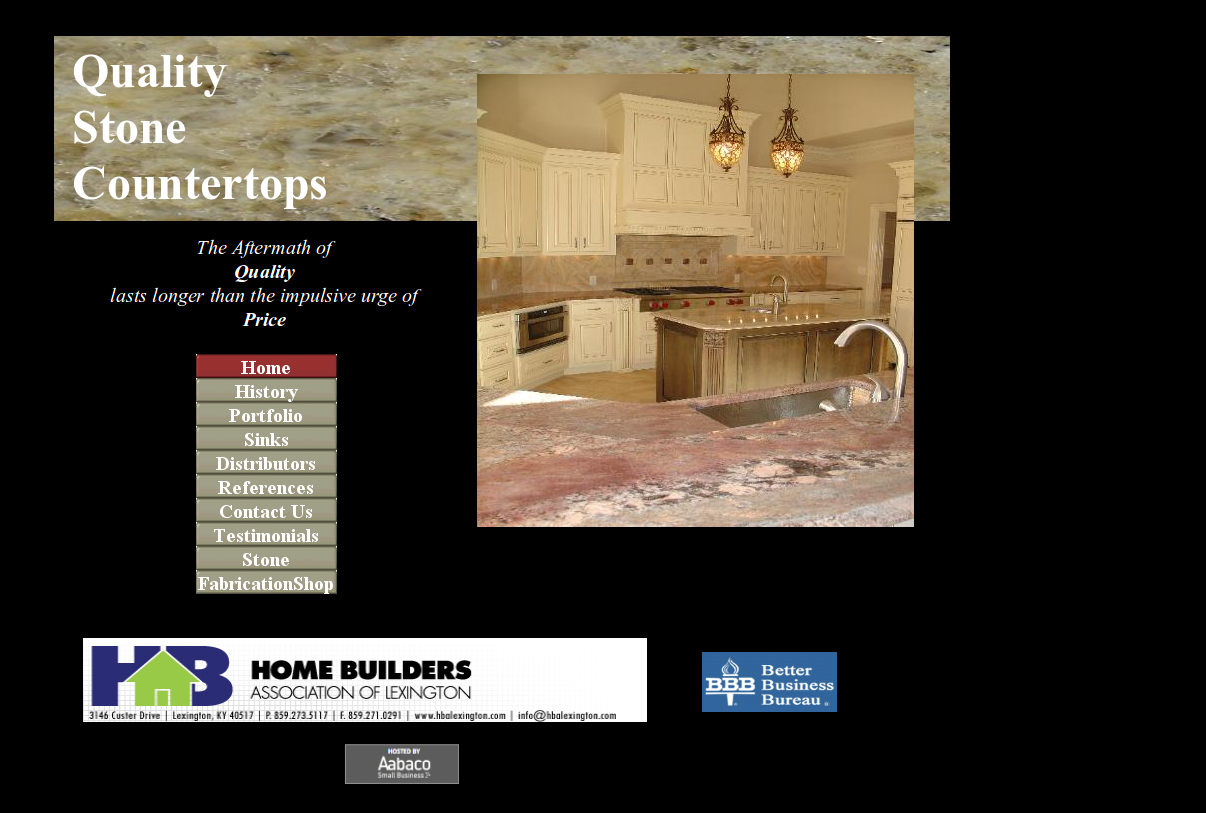 Quality
Stone
Countertops
The Aftermath of
Quality
lasts longer than the impulsive urge of
Price
Home
History
Portfolio
Sinks
Distributors
References
Contact Us
Testimonials
Stone
FabricationShop
HB
HOME BUILDERS
ASSOCIATION OF LEXINGTON
3146 Custer Drive | Lexington, KY 40517 | P. 859.273.5117 | F. 859.271.0291 | www.hbalexington.com | info@hbalexington.com
BBB
Better
Business
Bureau
HOSTED BY
Aabaco
Small Business